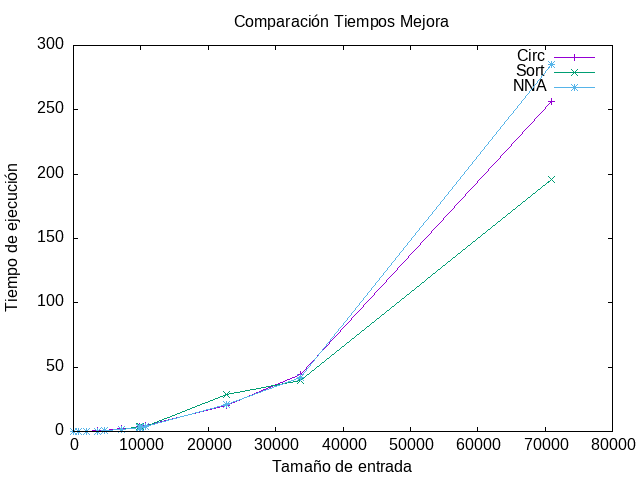 Comparación Tiempos Mejora
Circ
Sort
NNA
300
250
200
150
100
50
0
Tiempo de ejecución
0 10000 20000 30000 40000 50000 60000 70000 80000
Tamaño de entrada